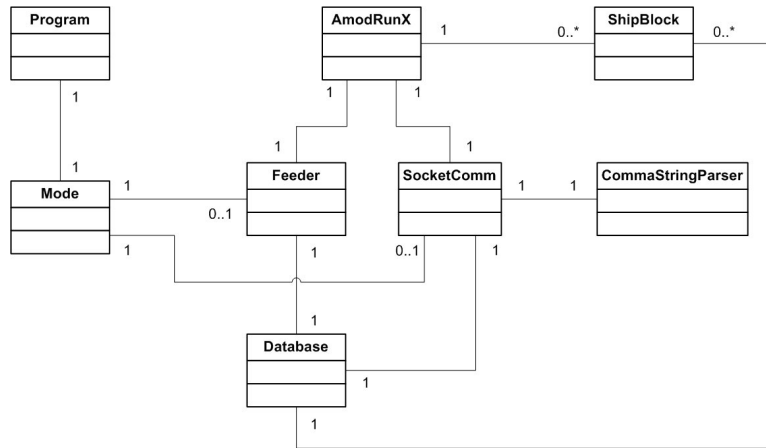 Program
AmodRunX
ShipBlock
1
0..*
0..*
1
1
1
1
1
1
Mode
Feeder
SocketComm
CommaStringParser
1
1
1
0..1
1
1
0..1
1
1
Database
1
1